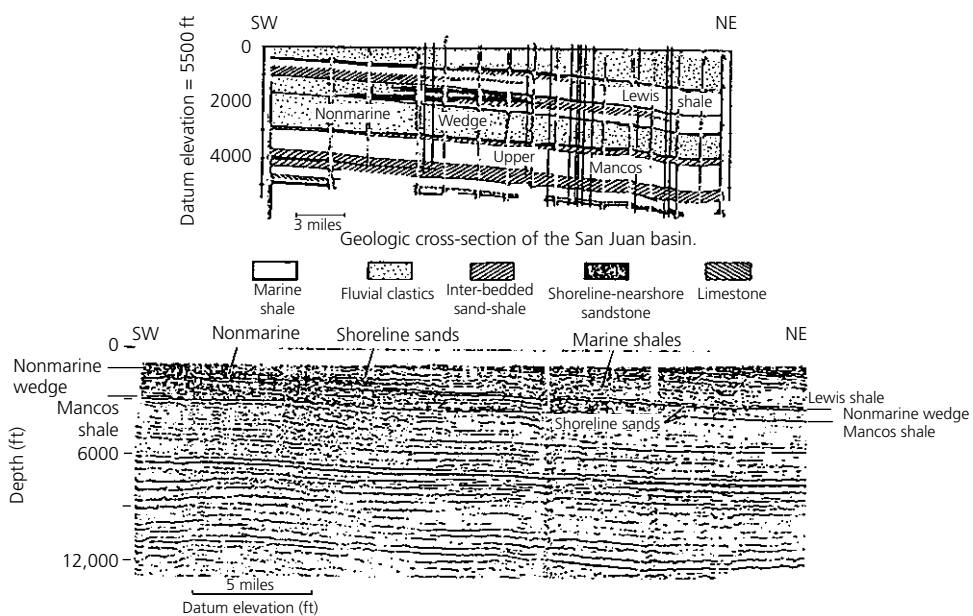 SW NE
Datum elevation = 5500 ft
0
2000
4000
Lewis shale
Nonmarine Wedge
Upper Mancos
3 miles
Geologic cross-section of the San Juan basin.
Marine shale
Fluvial clastics
Inter-bedded sand-shale
Shoreline-nearshore sandstone
Limestone
SW Nonmarine Shoreline sands Marine shales NE
0
Nonmarine wedge
Mancos shale
Depth (ft)
6000
12,000
Lewis shale
Shoreline sands
Nonmarine wedge
Mancos shale
5 miles
Datum elevation (ft)